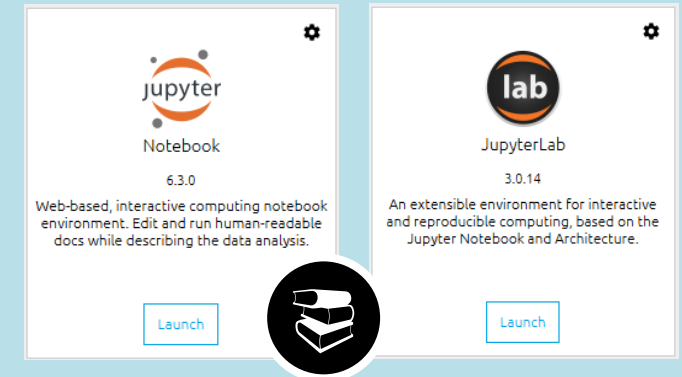 jupyter
Notebook
6.3.0
Web-based, interactive computing notebook
environment. Edit and run human-readable
docs while describing the data analysis.
Launch
lab
JupyterLab
3.0.14
An extensible environment for interactive
and reproducible computing, based on the
Jupyter Notebook and Architecture.
Launch